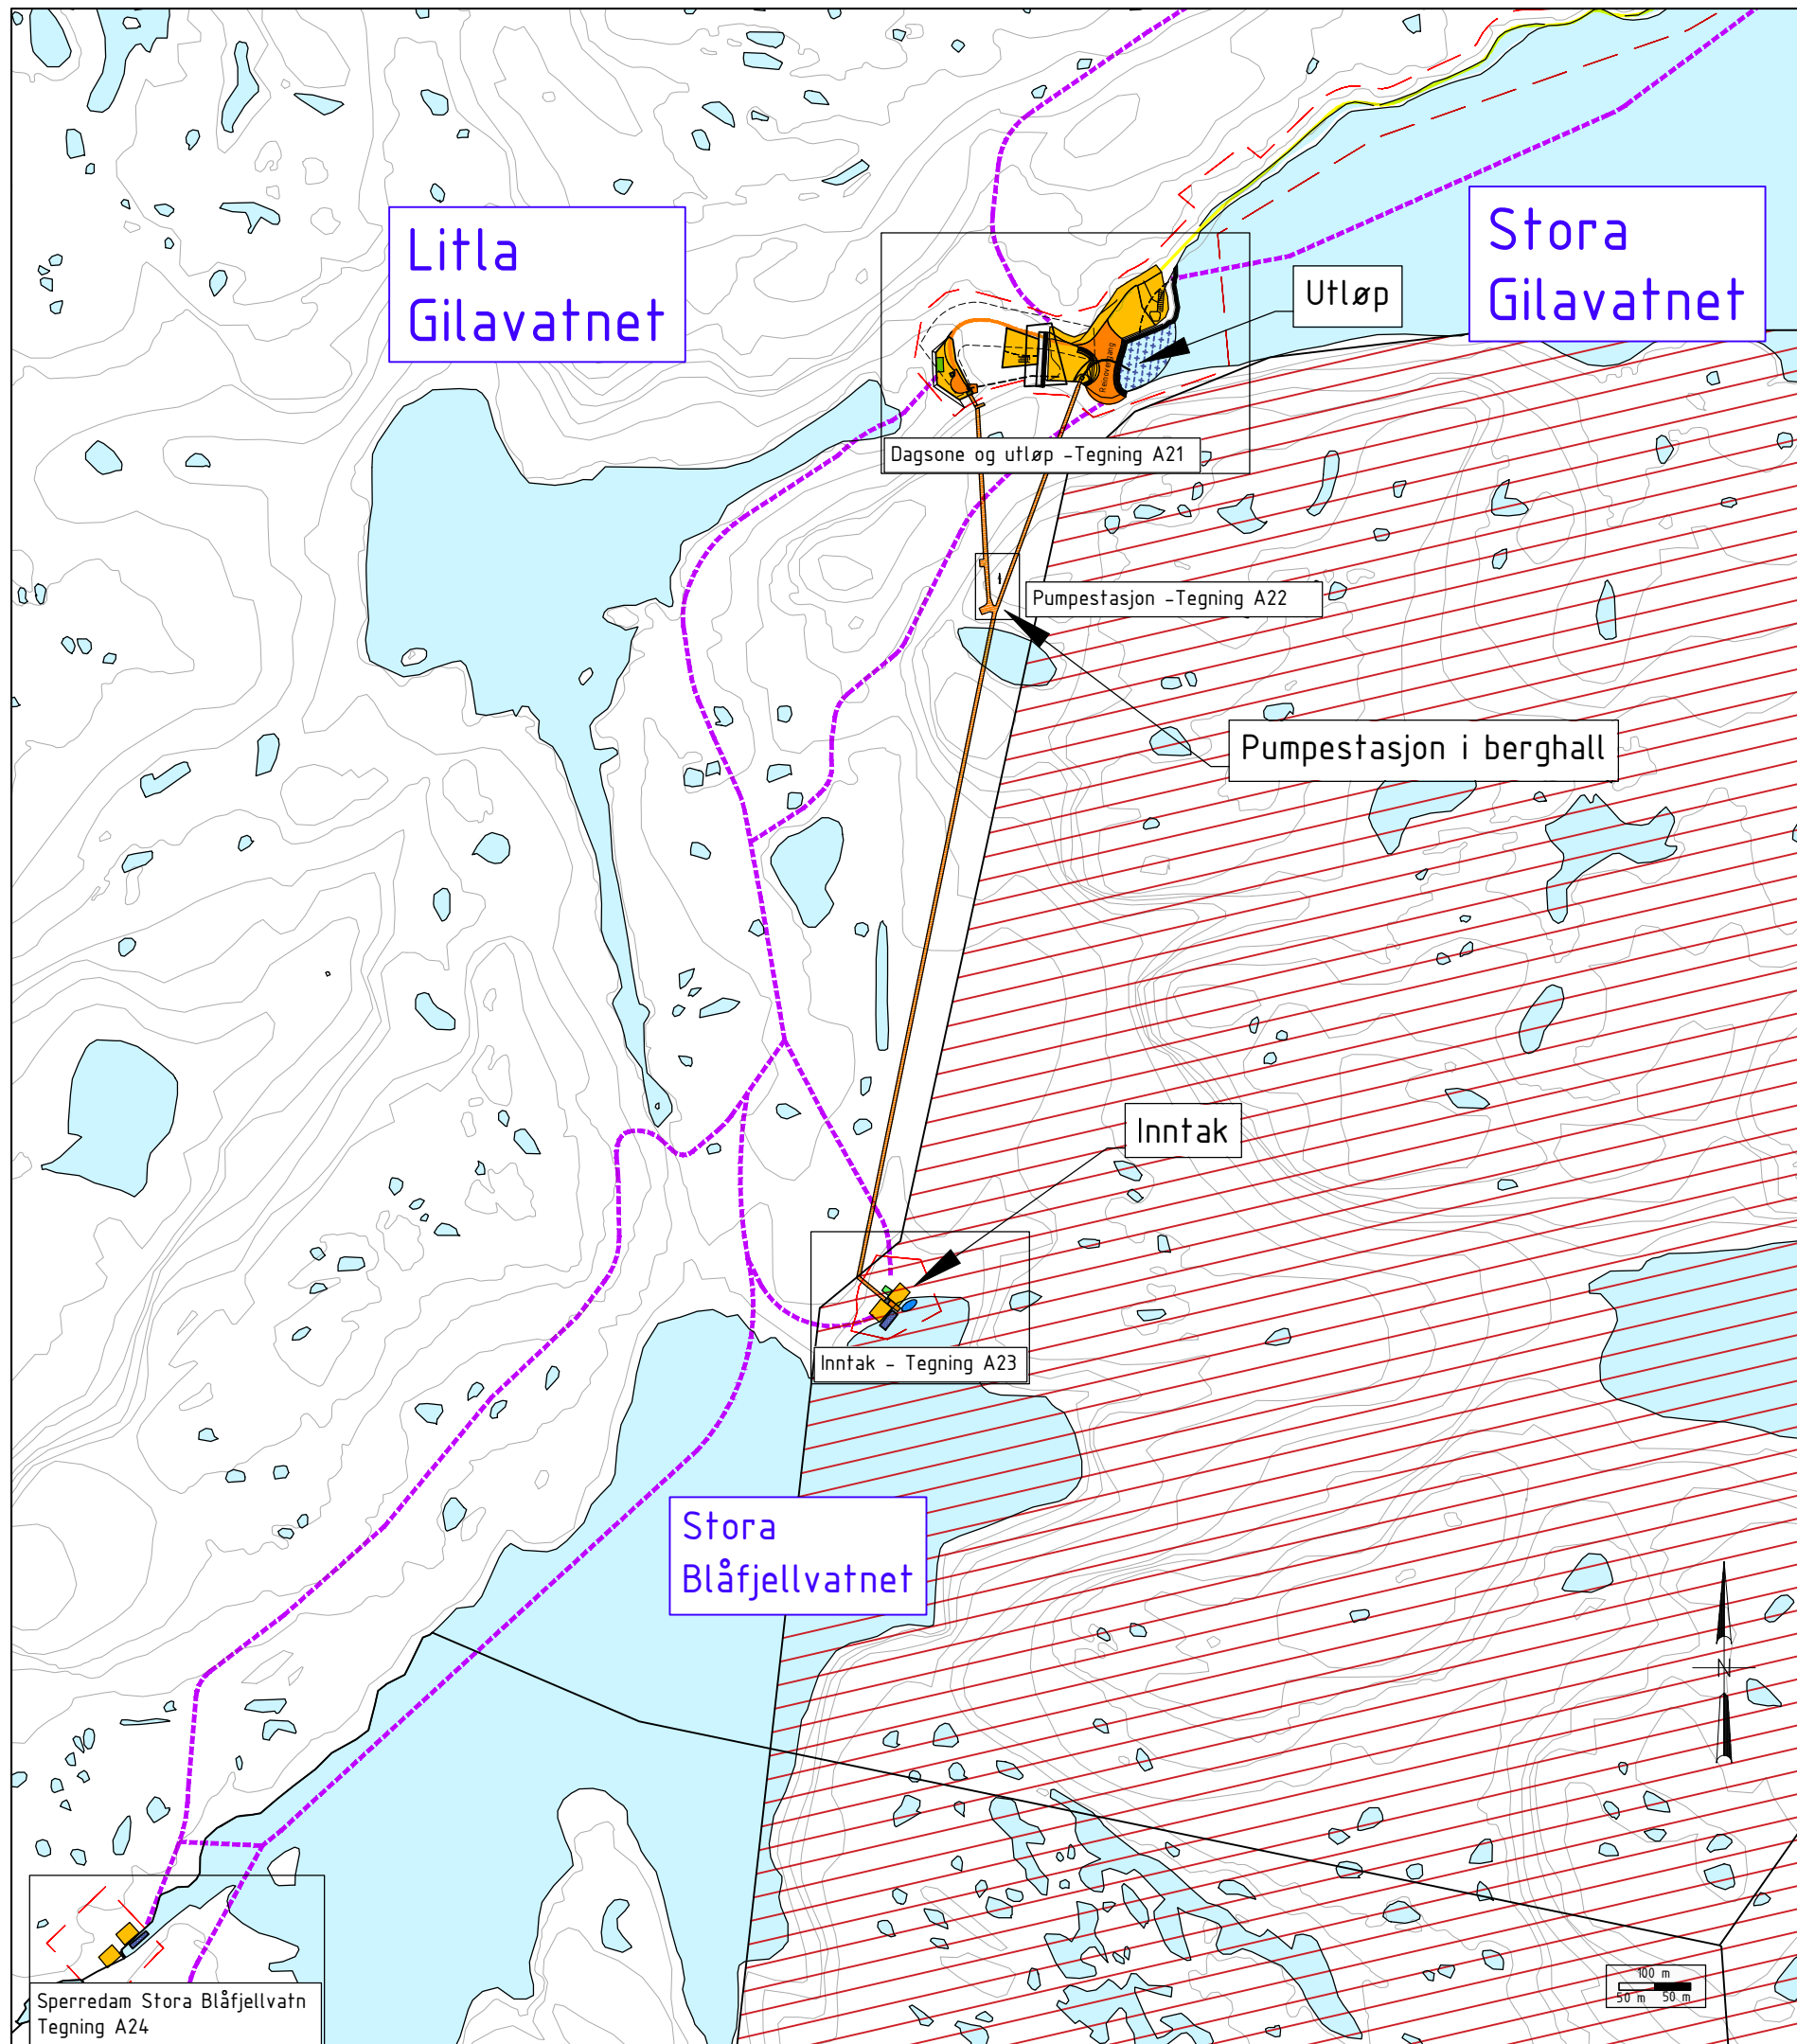 Litla
Gilavatnet
Stora
Gilavatnet
Utløp
Removergang
Dagsone og utløp -Tegning A21
Pumpestasjon -Tegning A22
Pumpestasjon i berghall
Inntak
Inntak - Tegning A23
Stora
Blåfjellvatnet
N
Sperredam Stora Blåfjellvatn
Tegning A24
100 m
50 m 50 m